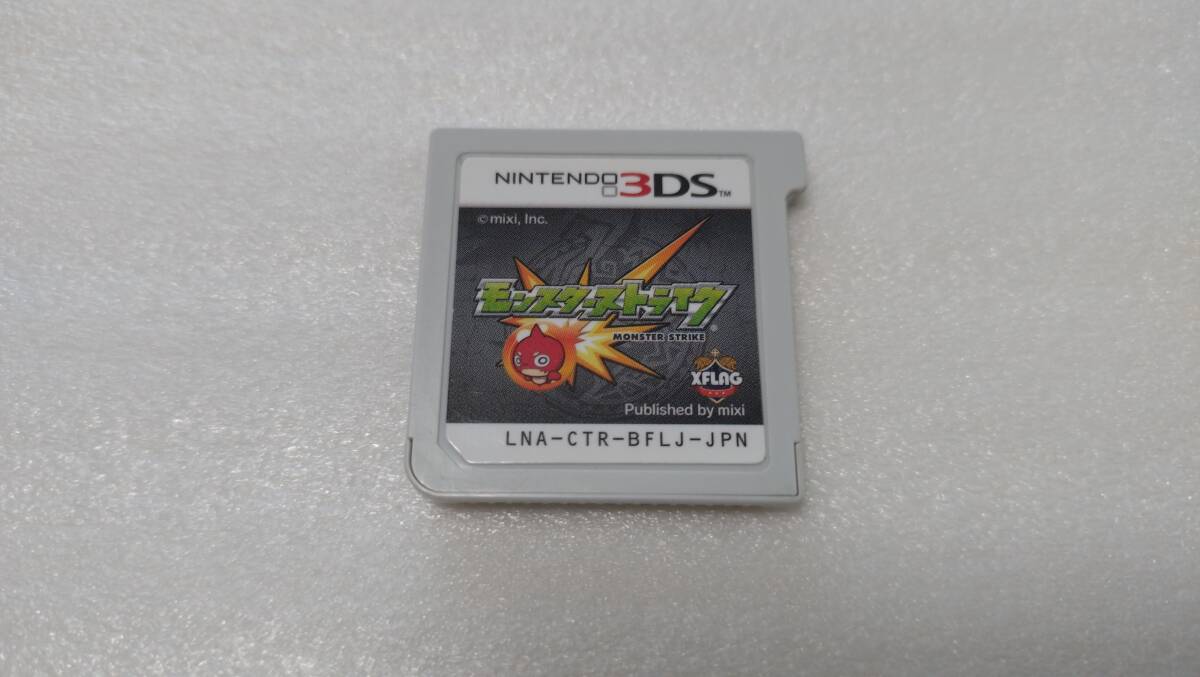 NINTENDO 3DS™
©mixi, Inc.
モンスターストライク®
MONSTER STRIKE
XFLAG
Published by mixi
LNA-CTR-BFLJ-JPN